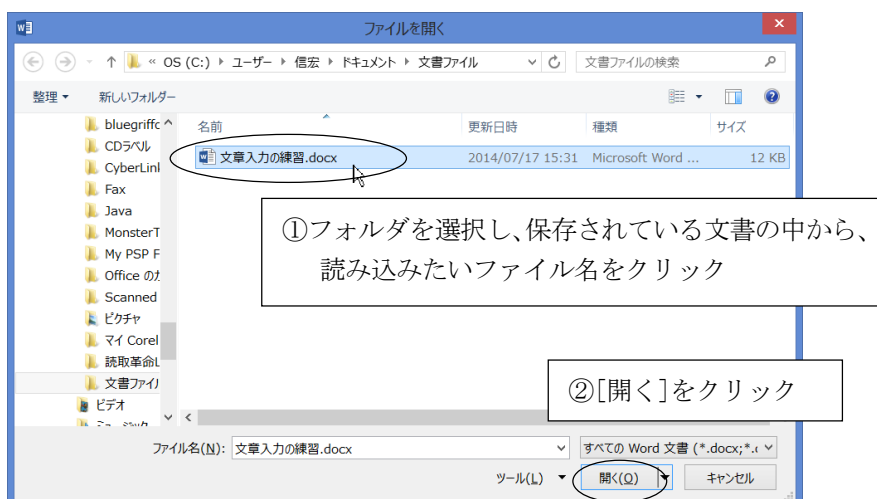 ファイルを開く
« OS (C:) ▸ ユーザー ▸ 信宏 ▸ ドキュメント ▸ 文書ファイル
文書ファイルの検索
整理 ▼ 新しいフォルダー
名前 更新日時 種類 サイズ
文章入力の練習.docx 2014/07/17 15:31 Microsoft Word ... 12 KB
bluegriffc
CDラベル
CyberLink
Fax
Java
MonsterT
My PSP F
Office の
Scanned
ピクチャ
マイ Corel
読取革命L
文書ファイ
ビデオ
①フォルダを選択し、保存されている文書の中から、
読み込みたいファイル名をクリック
②[開く]をクリック
ファイル名(N): 文章入力の練習.docx
すべての Word 文書 (*.docx;*.
ツール(L) ▼ 開く(O) ▼ キャンセル